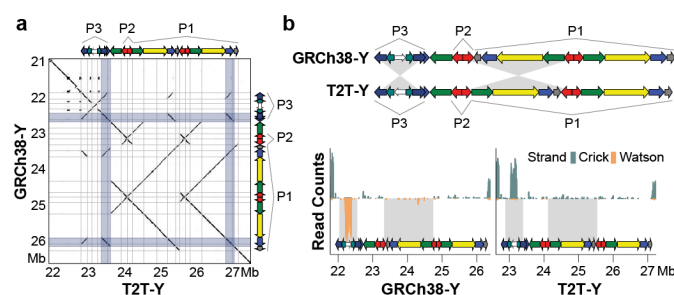 a
P3 P2 P1
21
22
23
24
25
26
Mb
GRCh38-Y
22 23 24 25 26 27 Mb
T2T-Y
P3
P2
P1
b
P3 P2 P1
GRCh38-Y
T2T-Y
P3 P2 P1
Read Counts
Strand Crick Watson
22 23 24 25 26 23 24 25 26 27 Mb
GRCh38-Y T2T-Y